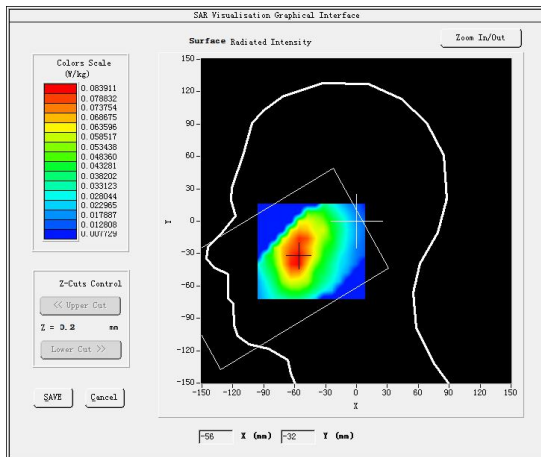 SAR Visualisation Graphical Interface
Surface Radiated Intensity
Zoom In/Out
Colors Scale
(W/kg)
0.083911
0.078832
0.073754
0.068675
0.063596
0.058517
0.053438
0.048360
0.043281
0.038202
0.033123
0.028044
0.022965
0.017887
0.012808
0.007729
Z-Cuts Control
<< Upper Cut
Z = 0.2 mm
Lower Cut >>
SAVE
Cancel
150
120
90
60
30
0
-30
-60
-90
-120
-150
Y
-150
-120
-90
-60
-30
0
30
60
90
120
150
X
-56 X (mm) -32 Y (mm)